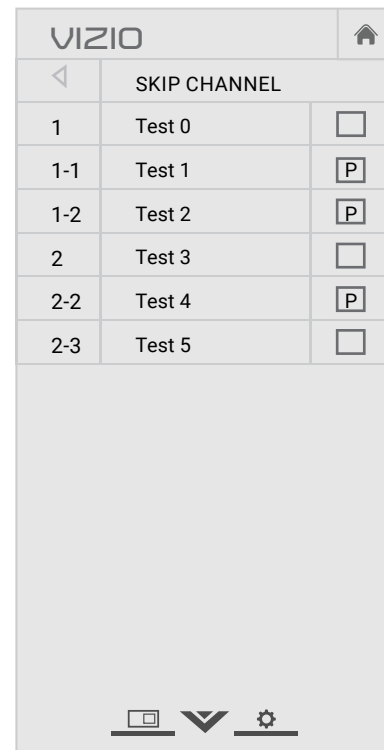 VIZIO
SKIP CHANNEL
1 Test 0
1-1 Test 1 P
1-2 Test 2 P
2 Test 3
2-2 Test 4 P
2-3 Test 5